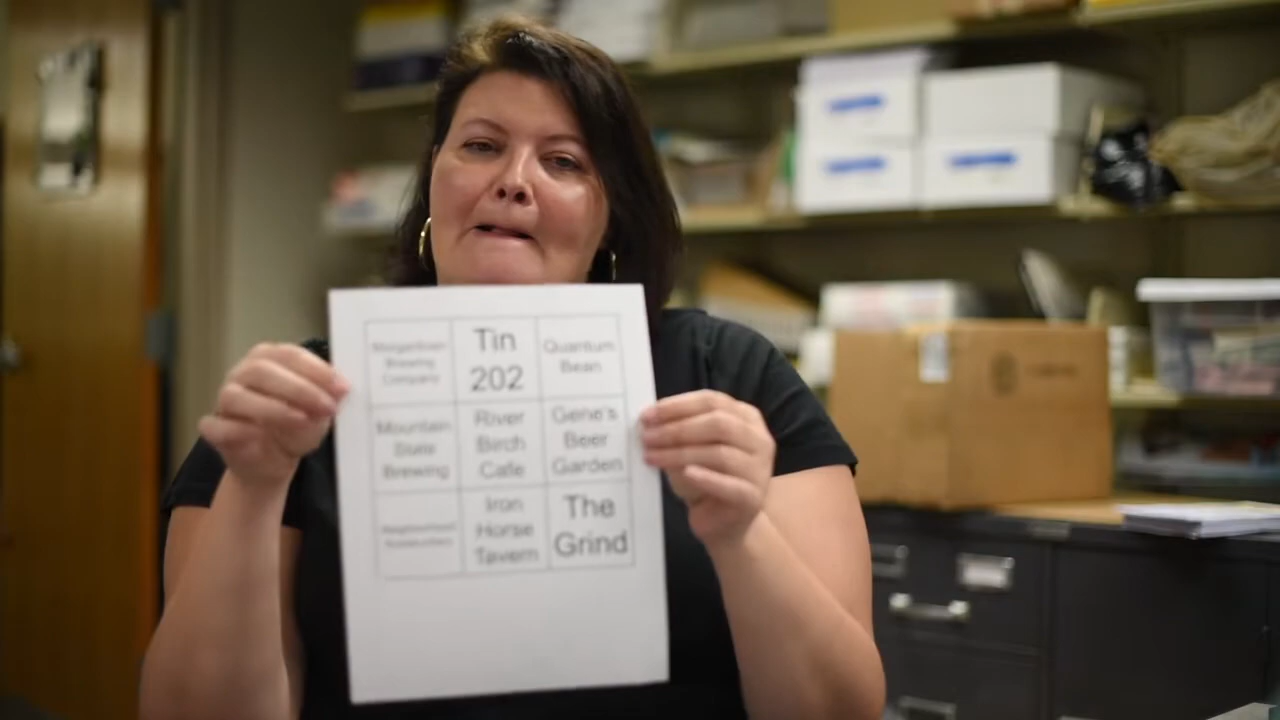 Morgantown
Brewing
Company
Tin
202
Quantum
Bean
Mountain
State
Brewing
River
Birch
Cafe
Gene's
Beer
Garden
Iron
Horse
Tavern
The
Grind